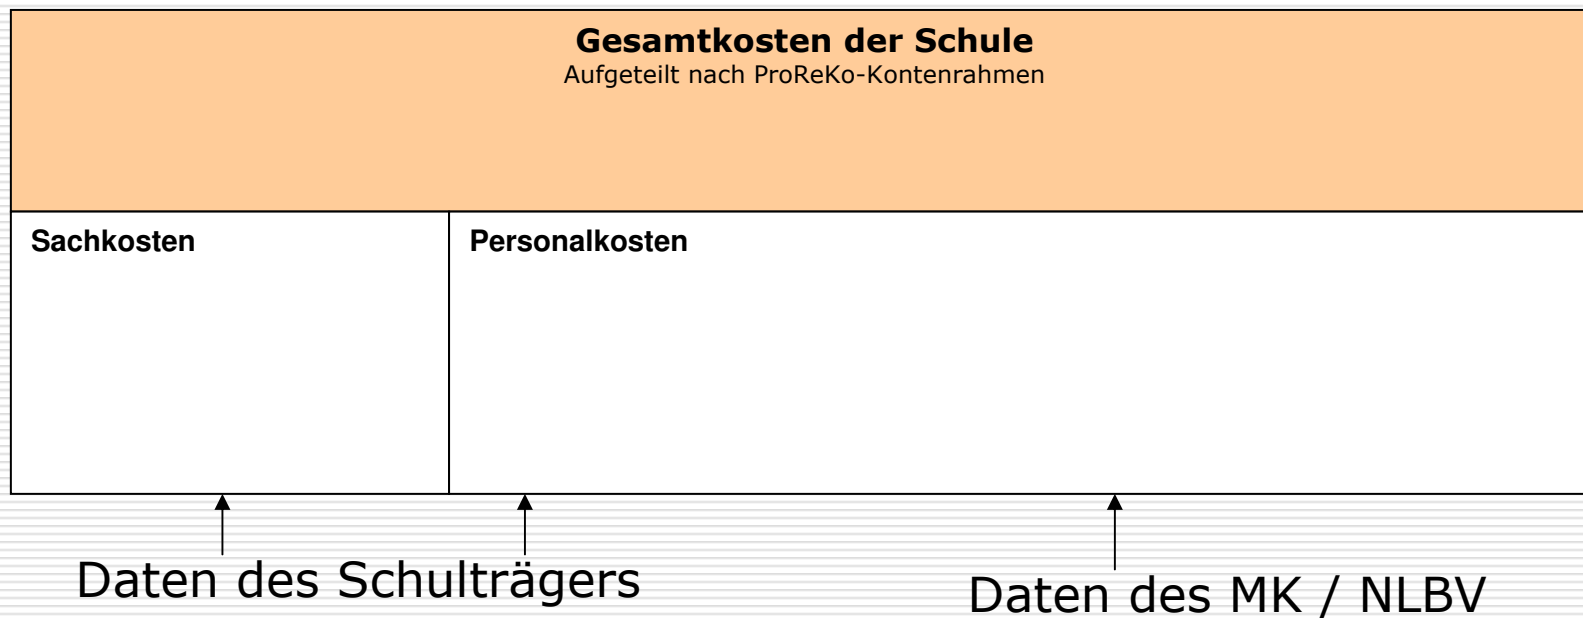 Gesamtkosten der Schule
Aufgeteilt nach ProReKo-Kontenrahmen
Sachkosten
Personalkosten
Daten des Schulträgers
Daten des MK / NLBV